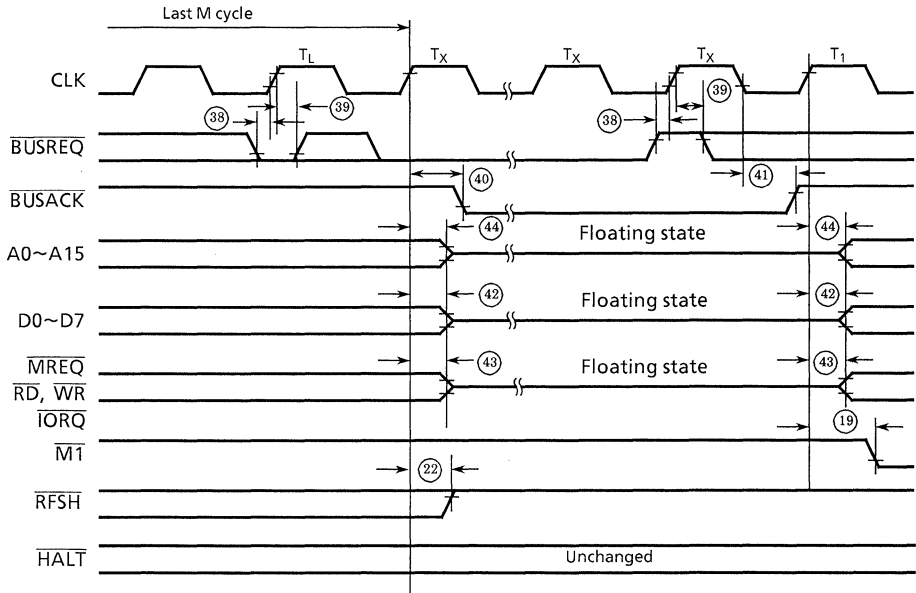 Last M cycle
CLK
T_L T_X T_X T_X T_1
38 39 38 39
BUSREQ
40 41
BUSACK
44 Floating state 44
A0~A15
42 Floating state 42
D0~D7
43 Floating state 43
MREQ
RD, WR
IORQ
19
M1
22
RFSH
HALT
Unchanged